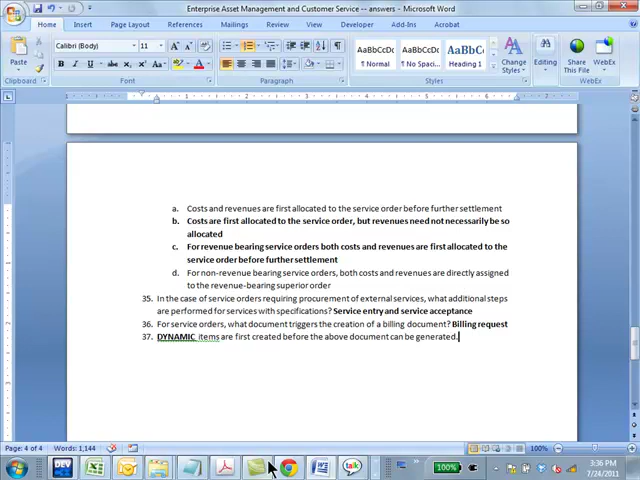 Enterprise Asset Management and Customer Service -- answers - Microsoft Word
Home Insert Page Layout References Mailings Review View Developer Add-Ins Acrobat
Calibri (Body) 11
Paste
Clipboard Font Paragraph Styles WebEx
AaBbCcDc AaBbCcDc AaBbC
¶ Normal ¶ No Spaci... Heading 1
Change Styles Editing Share This File WebEx
a. Costs and revenues are first allocated to the service order before further settlement
b. Costs are first allocated to the service order, but revenues need not necessarily be so
allocated
c. For revenue bearing service orders both costs and revenues are first allocated to the
service order before further settlement
d. For non-revenue bearing service orders, both costs and revenues are directly assigned
to the revenue-bearing superior order
35. In the case of service orders requiring procurement of external services, what additional steps
are performed for services with specifications? Service entry and service acceptance
36. For service orders, what document triggers the creation of a billing document? Billing request
37. DYNAMIC items are first created before the above document can be generated.
Page: 4 of 4 Words: 1,144 100%
DEV talk 100% 3:36 PM
7/24/2011